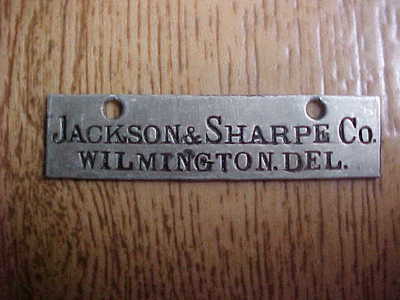 JACKSON & SHARPE CO.
WILMINGTON. DEL.